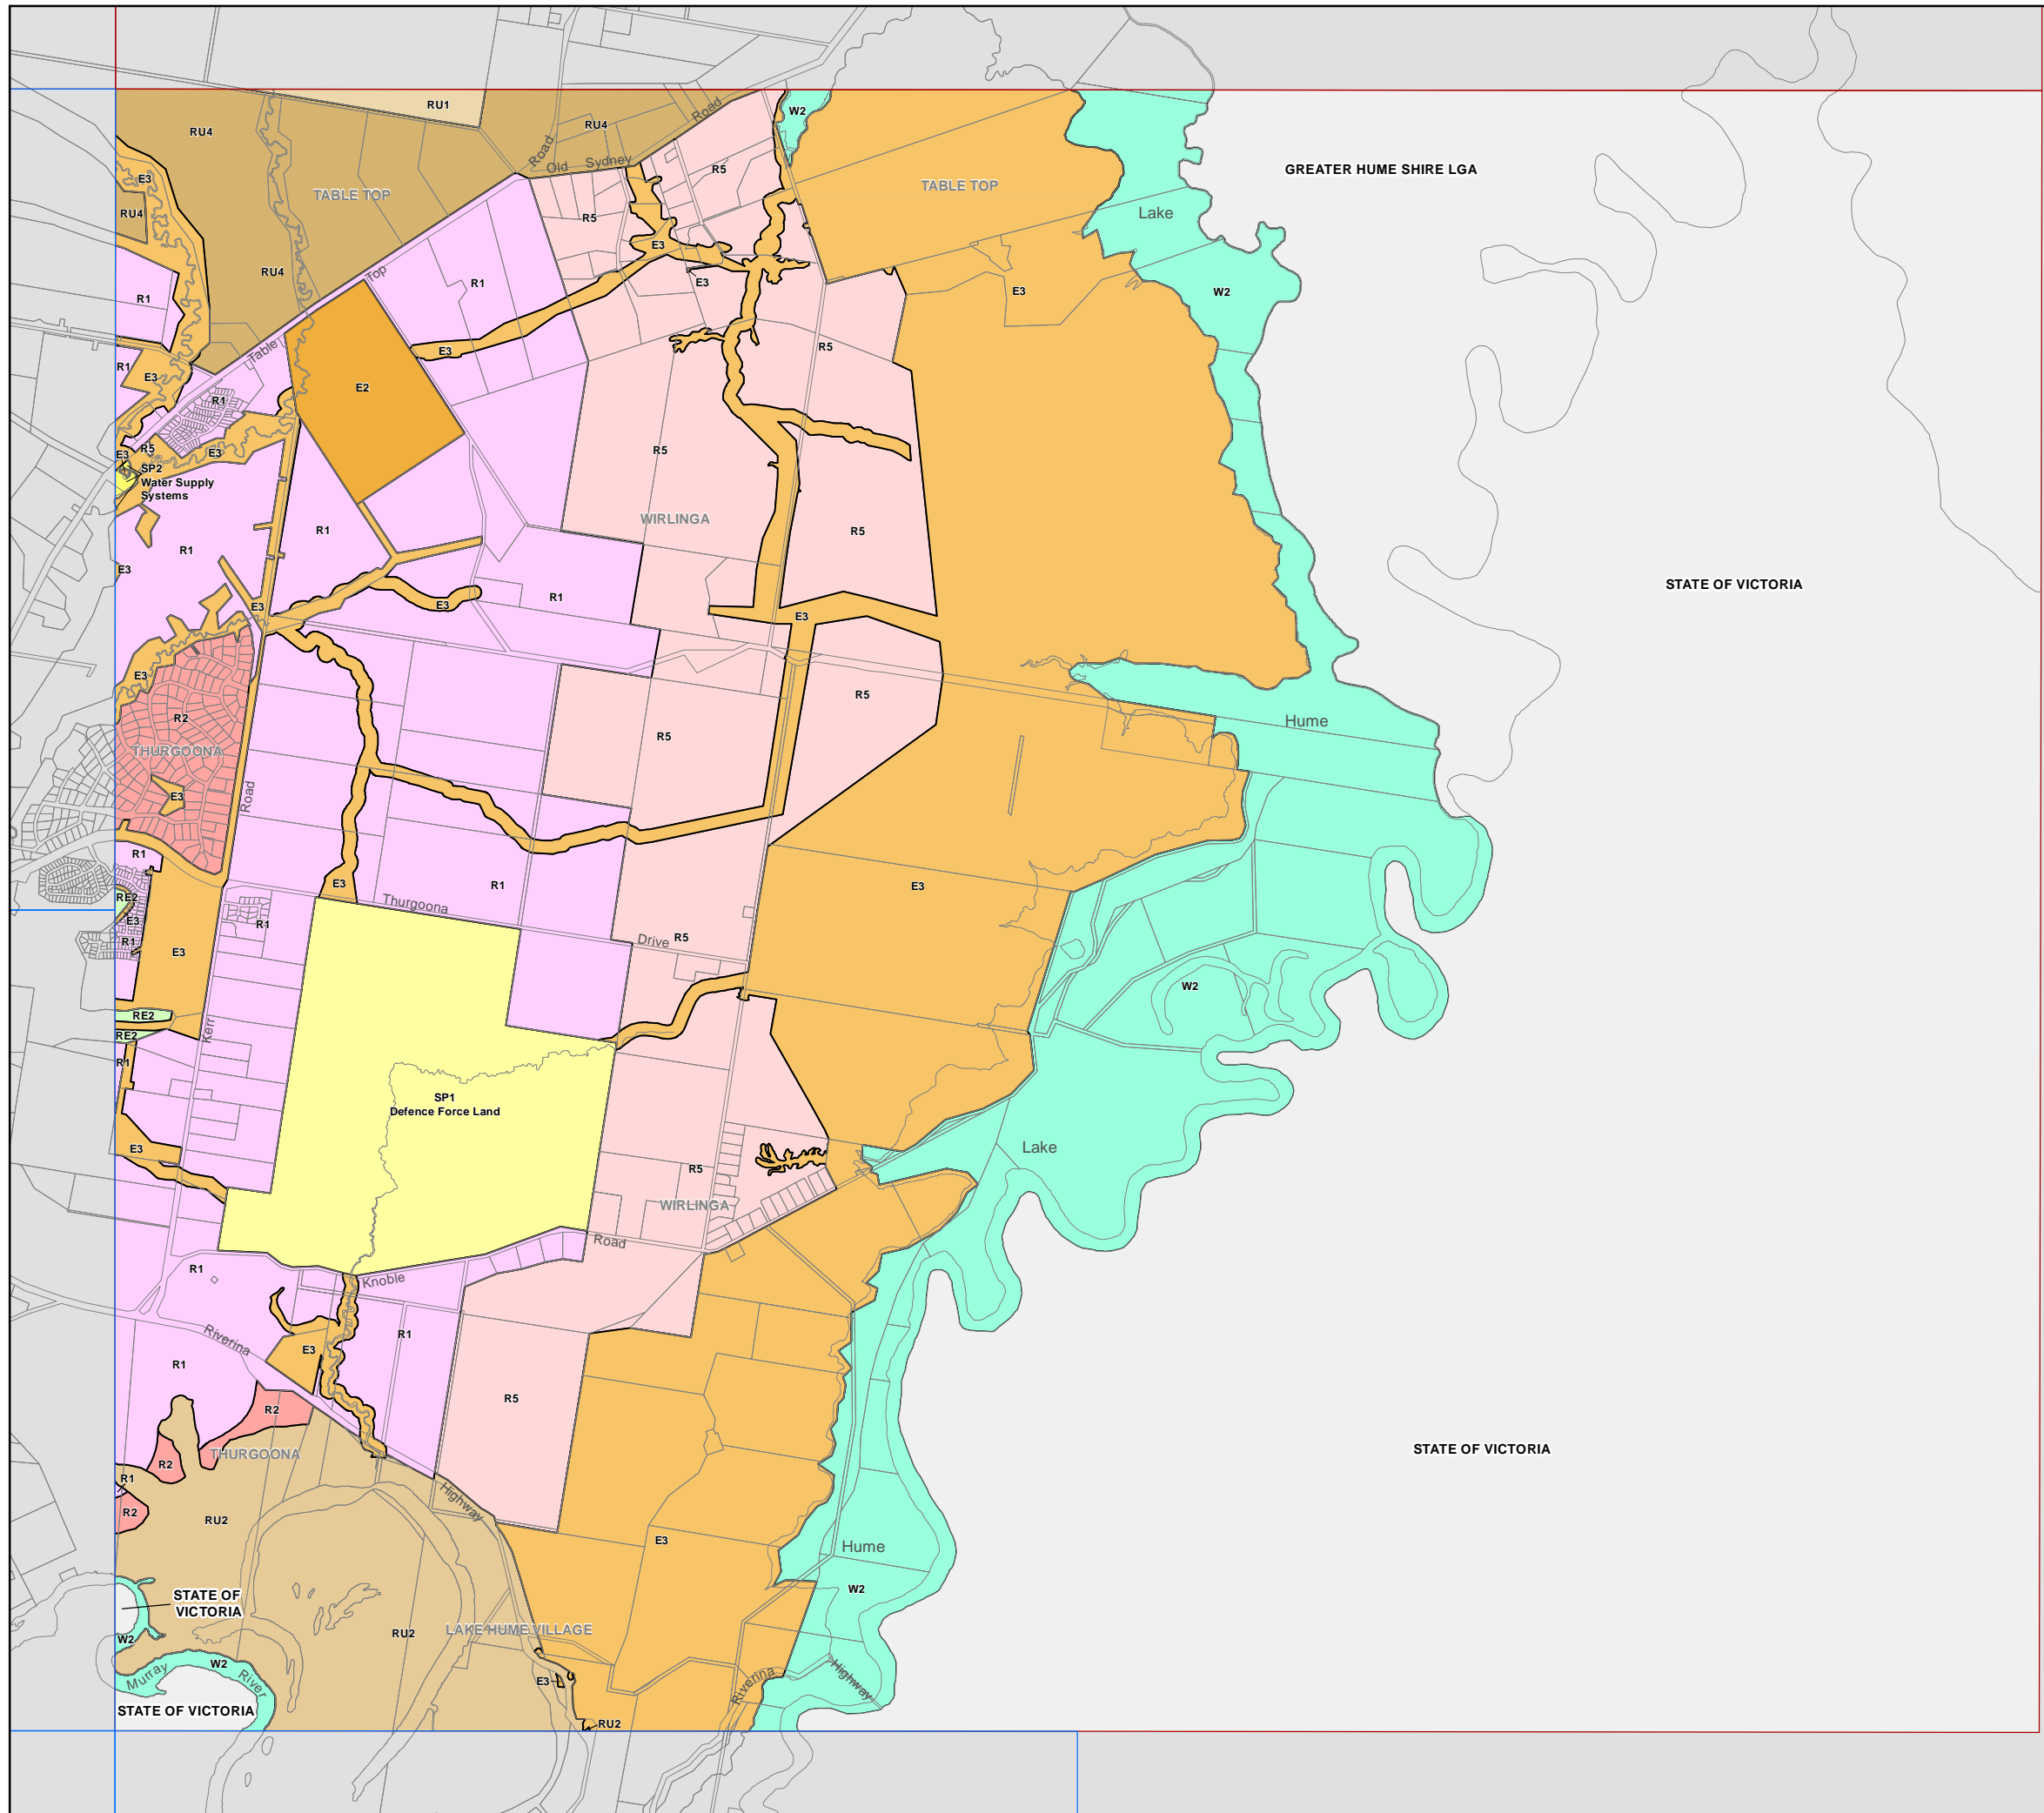 RU1
RU4
RU4
W2
Road
Road
Old Sydney
GREATER HUME SHIRE LGA
R5
E3
TABLE TOP
TABLE TOP
RU4
R5
Lake
E3
RU4
Top
R1
E3
E3
W2
R1
Table
E3
R5
R1
E3
E2
R1
R5
E3
R5
E3
SP2
Water Supply
Systems
WIRLINGA
R1
R1
R5
E3
STATE OF VICTORIA
R1
E3
E3
E3
E3
R5
R2
Hume
R5
THURGOONA
E3
Road
R1
E3
R1
E3
RE2
Thurgoona
E3
R1
R1
Drive
R5
E3
W2
RE2
Kerr
RE2
R1
SP1
Defence Force Land
E3
Lake
R5
WIRLINGA
Road
R1
Knoble
Riverina
R1
E3
R1
R5
R2
THURGOONA
STATE OF VICTORIA
R2
R1
Highway
R2
RU2
E3
Hume
W2
STATE OF
VICTORIA
LAKE HUME VILLAGE
RU2
W2
W2
Murray
River
Riverina
Highway
E3
STATE OF VICTORIA
RU2